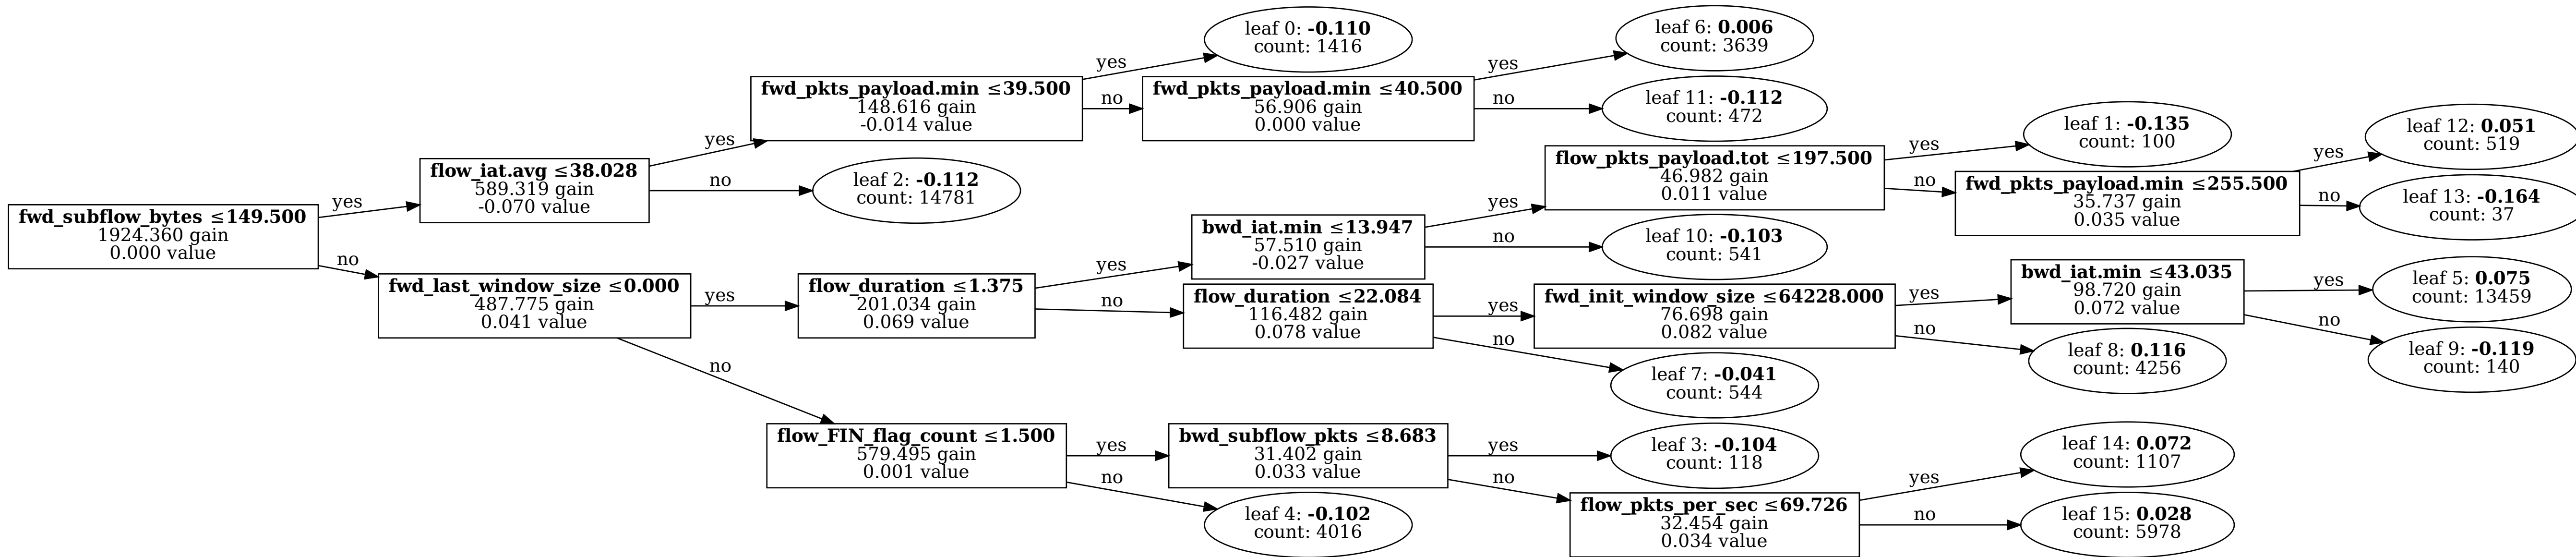 fwd_subflow_bytes ≤149.500
1924.360 gain
0.000 value
yes
no
flow_iat.avg ≤38.028
589.319 gain
-0.070 value
yes
no
fwd_pkts_payload.min ≤39.500
148.616 gain
-0.014 value
yes
no
leaf 0: -0.110
count: 1416
fwd_pkts_payload.min ≤40.500
56.906 gain
0.000 value
yes
no
leaf 6: 0.006
count: 3639
leaf 11: -0.112
count: 472
leaf 2: -0.112
count: 14781
fwd_last_window_size ≤0.000
487.775 gain
0.041 value
yes
no
flow_duration ≤1.375
201.034 gain
0.069 value
yes
no
bwd_iat.min ≤13.947
57.510 gain
-0.027 value
yes
no
flow_pkts_payload.tot ≤197.500
46.982 gain
0.011 value
yes
no
leaf 1: -0.135
count: 100
fwd_pkts_payload.min ≤255.500
35.737 gain
0.035 value
yes
no
leaf 12: 0.051
count: 519
leaf 13: -0.164
count: 37
leaf 10: -0.103
count: 541
flow_duration ≤22.084
116.482 gain
0.078 value
yes
no
fwd_init_window_size ≤64228.000
76.698 gain
0.082 value
yes
no
bwd_iat.min ≤43.035
98.720 gain
0.072 value
yes
no
leaf 5: 0.075
count: 13459
leaf 9: -0.119
count: 140
leaf 8: 0.116
count: 4256
leaf 7: -0.041
count: 544
flow_FIN_flag_count ≤1.500
579.495 gain
0.001 value
yes
no
bwd_subflow_pkts ≤8.683
31.402 gain
0.033 value
yes
no
leaf 3: -0.104
count: 118
flow_pkts_per_sec ≤69.726
32.454 gain
0.034 value
yes
no
leaf 14: 0.072
count: 1107
leaf 15: 0.028
count: 5978
leaf 4: -0.102
count: 4016